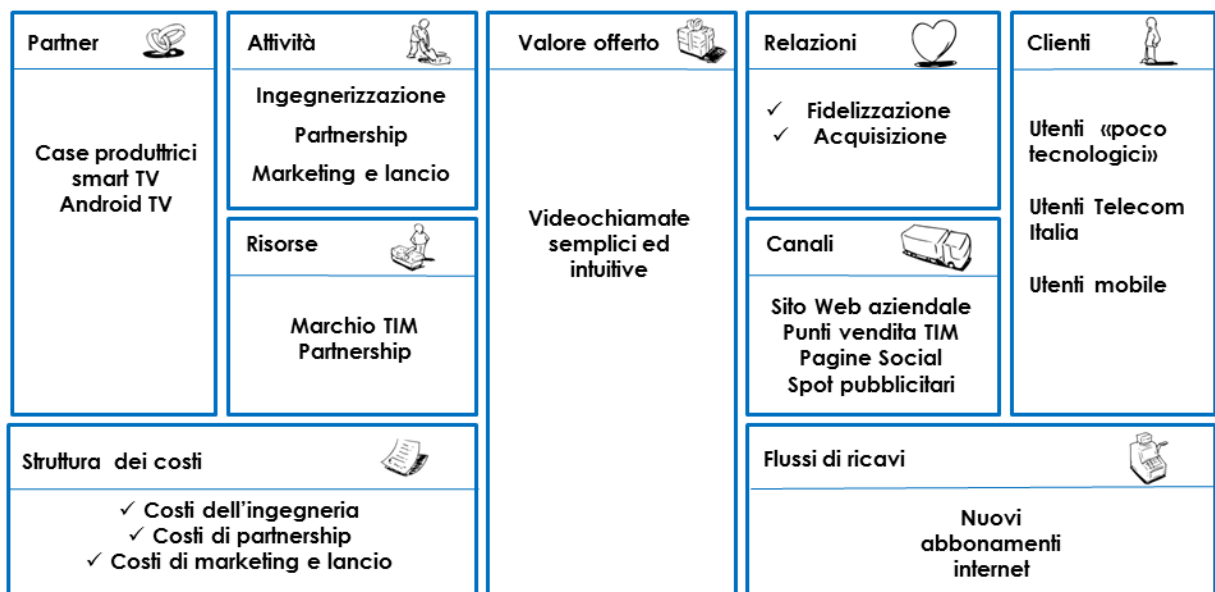 Partner
Case produttrici
smart TV
Android TV
Attività
Ingegnerizzazione
Partnership
Marketing e lancio
Risorse
Marchio TIM
Partnership
Valore offerto
Videochiamate
semplici ed
intuitive
Relazioni
✓ Fidelizzazione
✓ Acquisizione
Canali
Sito Web aziendale
Punti vendita TIM
Pagine Social
Spot pubblicitari
Clienti
Utenti «poco
tecnologici»
Utenti Telecom
Italia
Utenti mobile
Struttura dei costi
✓ Costi dell'ingegneria
✓ Costi di partnership
✓ Costi di marketing e lancio
Flussi di ricavi
Nuovi
abbonamenti
internet